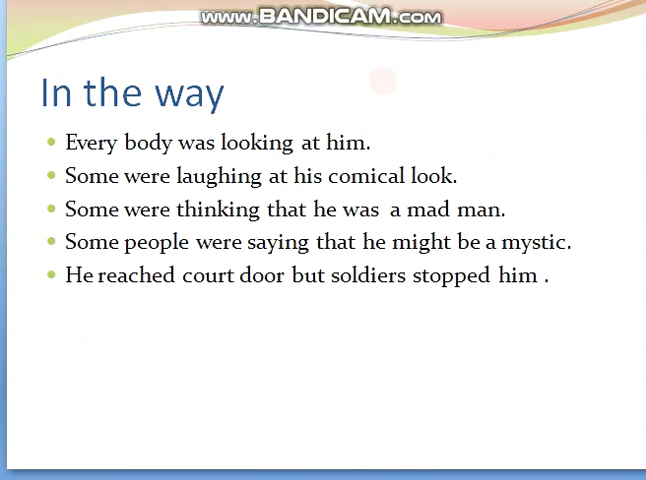 www.BANDICAM.com
In the way
Every body was looking at him.
Some were laughing at his comical look.
Some were thinking that he was a mad man.
Some people were saying that he might be a mystic.
He reached court door but soldiers stopped him .